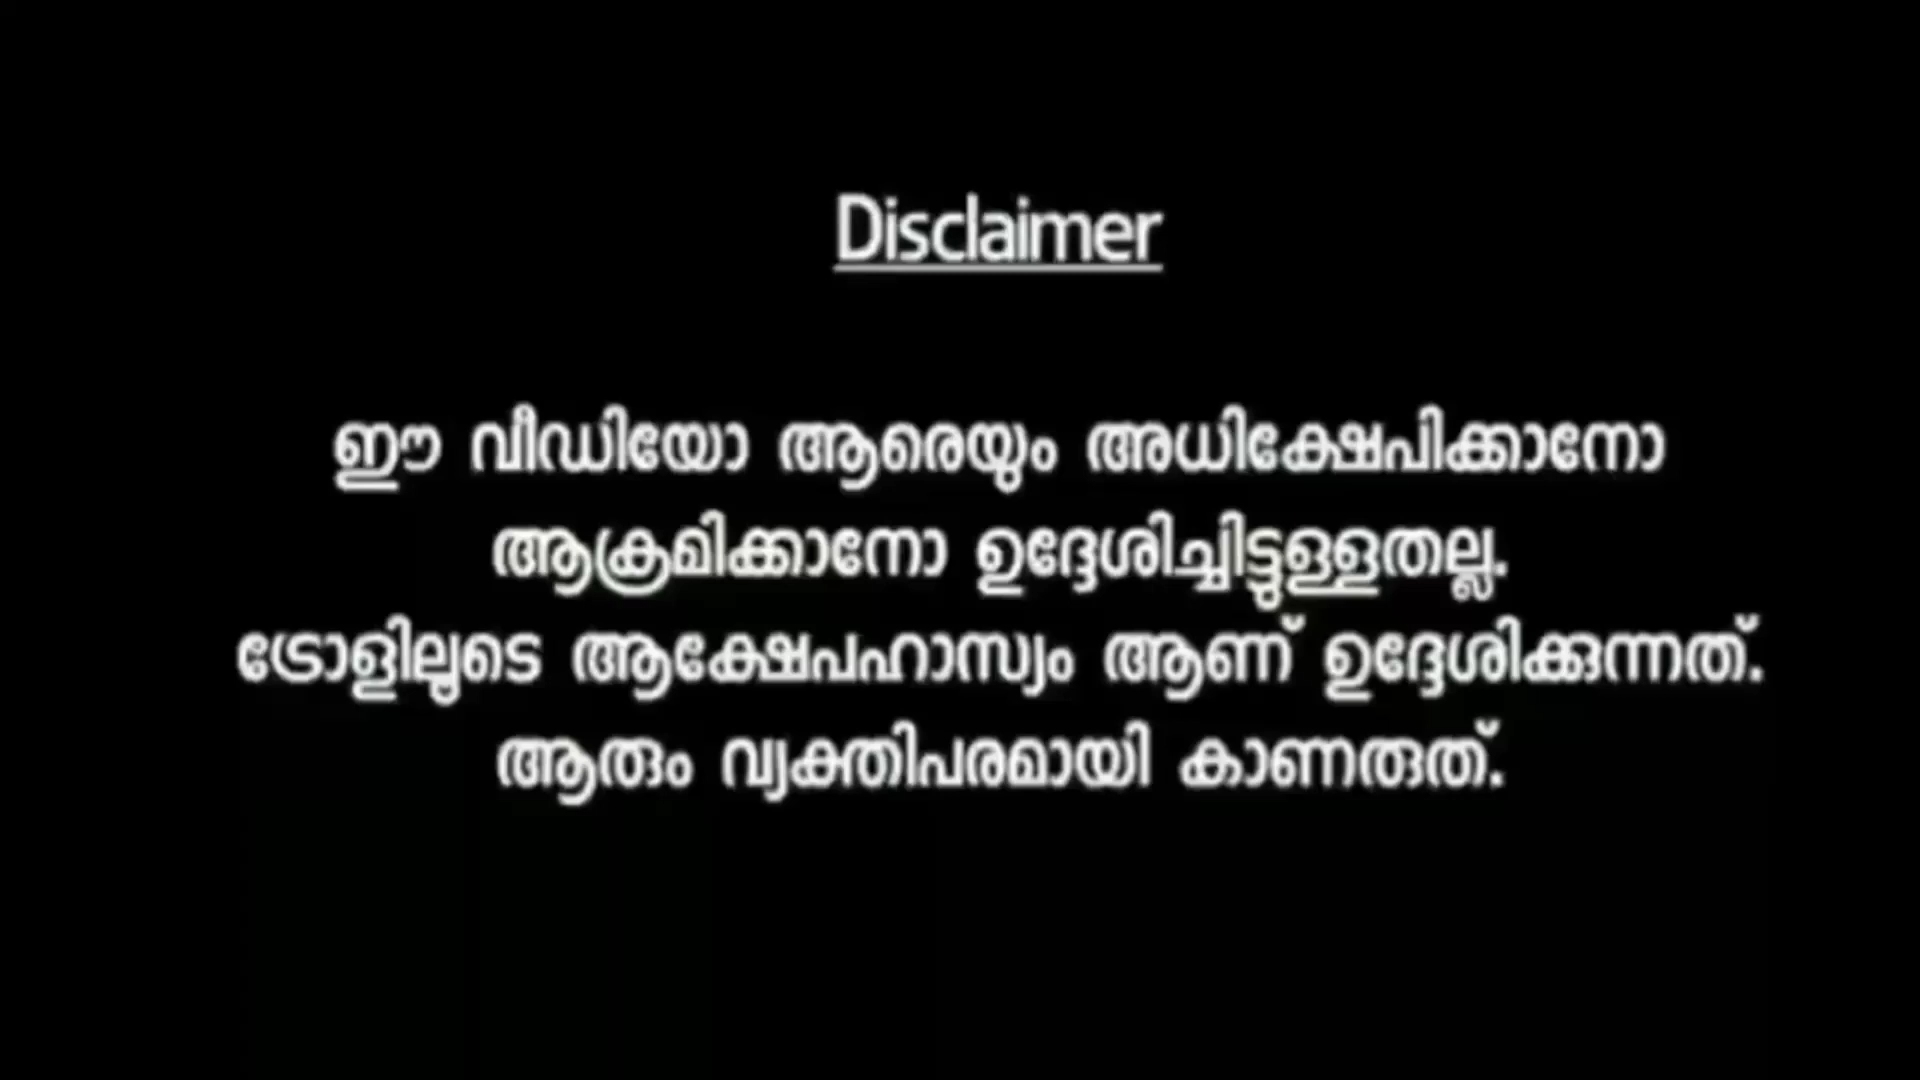 Disclaimer
ഈ വീഡിയോ ആരെയും അധിക്ഷേപിക്കാനോ
ആക്രമിക്കാനോ ഉദ്ദേശിച്ചിട്ടുള്ളതല്ല.
ട്രോളിലൂടെ ആക്ഷേപഹാസ്യം ആണ് ഉദ്ദേശിക്കുന്നത്.
ആരും വ്യക്തിപരമായി കാണരുത്.